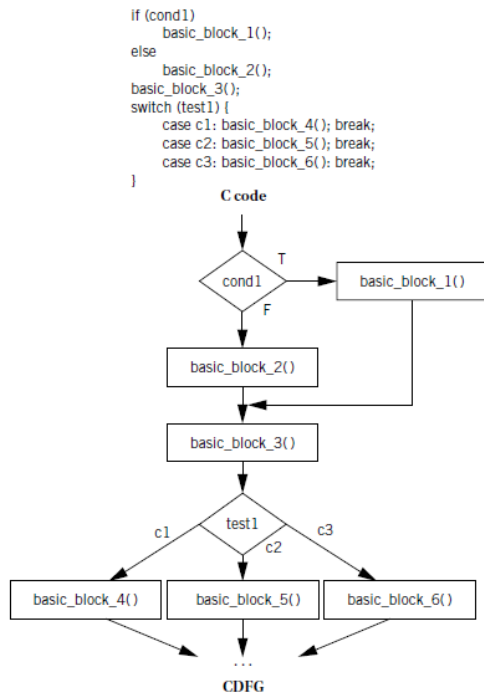 if (cond1)
basic_block_1();
else
basic_block_2();
basic_block_3();
switch (test1) {
case c1: basic_block_4(); break;
case c2: basic_block_5(); break;
case c3: basic_block_6(): break;
}
C code
T
cond1
basic_block_1()
F
basic_block_2()
basic_block_3()
c1
test1
c3
c2
basic_block_4()
basic_block_5()
basic_block_6()
...
CDFG